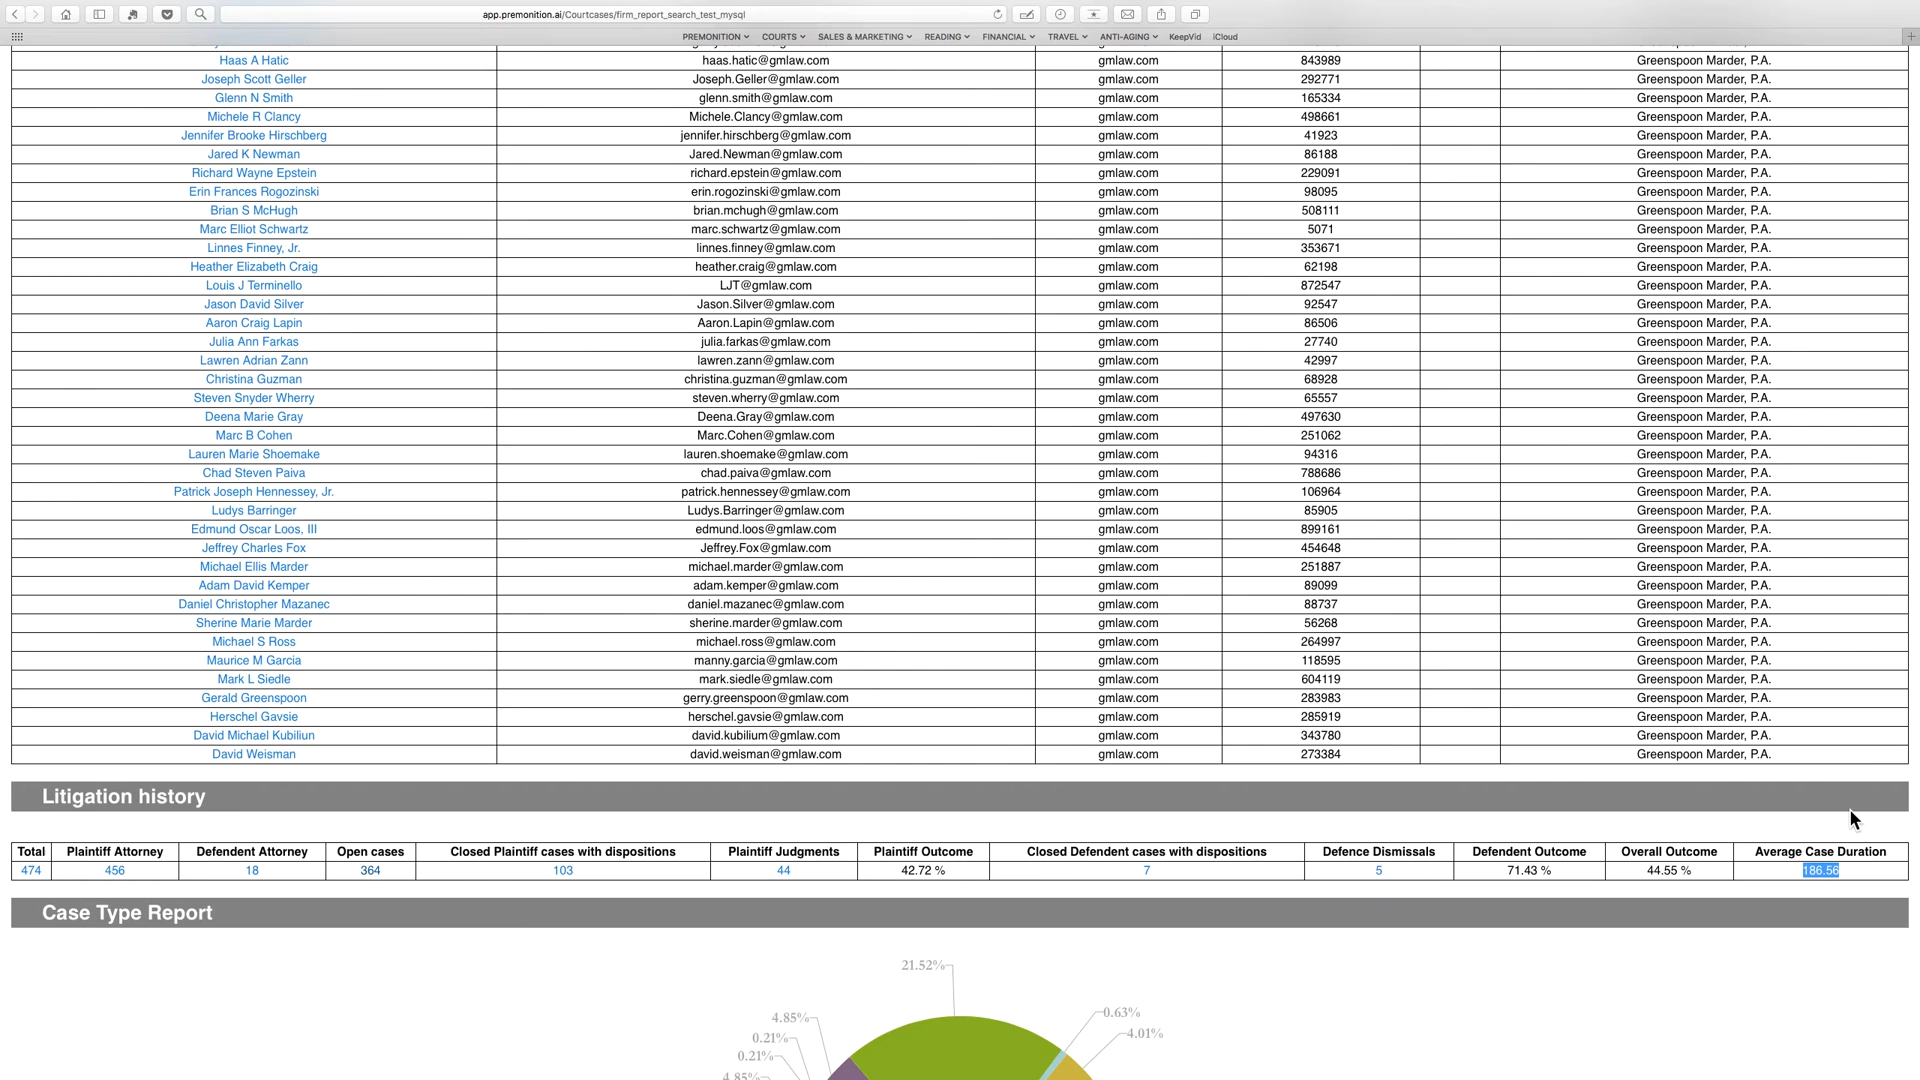 app.premonition.ai/Courtcases/firm_report_search_test_mysql
PREMONITION COURTS SALES & MARKETING READING FINANCIAL TRAVEL ANTI-AGING KeepVid iCloud
Haas A Hatic haas.hatic@gmlaw.com gmlaw.com 843989 Greenspoon Marder, P.A.
Joseph Scott Geller Joseph.Geller@gmlaw.com gmlaw.com 292771 Greenspoon Marder, P.A.
Glenn N Smith glenn.smith@gmlaw.com gmlaw.com 165334 Greenspoon Marder, P.A.
Michele R Clancy Michele.Clancy@gmlaw.com gmlaw.com 498661 Greenspoon Marder, P.A.
Jennifer Brooke Hirschberg jennifer.hirschberg@gmlaw.com gmlaw.com 41923 Greenspoon Marder, P.A.
Jared K Newman Jared.Newman@gmlaw.com gmlaw.com 86188 Greenspoon Marder, P.A.
Richard Wayne Epstein richard.epstein@gmlaw.com gmlaw.com 229091 Greenspoon Marder, P.A.
Erin Frances Rogozinski erin.rogozinski@gmlaw.com gmlaw.com 98095 Greenspoon Marder, P.A.
Brian S McHugh brian.mchugh@gmlaw.com gmlaw.com 508111 Greenspoon Marder, P.A.
Marc Elliot Schwartz marc.schwartz@gmlaw.com gmlaw.com 5071 Greenspoon Marder, P.A.
Linnes Finney, Jr. linnes.finney@gmlaw.com gmlaw.com 353671 Greenspoon Marder, P.A.
Heather Elizabeth Craig heather.craig@gmlaw.com gmlaw.com 62198 Greenspoon Marder, P.A.
Louis J Terminello LJT@gmlaw.com gmlaw.com 872547 Greenspoon Marder, P.A.
Jason David Silver Jason.Silver@gmlaw.com gmlaw.com 92547 Greenspoon Marder, P.A.
Aaron Craig Lapin Aaron.Lapin@gmlaw.com gmlaw.com 86506 Greenspoon Marder, P.A.
Julia Ann Farkas julia.farkas@gmlaw.com gmlaw.com 27740 Greenspoon Marder, P.A.
Lawren Adrian Zann lawren.zann@gmlaw.com gmlaw.com 42997 Greenspoon Marder, P.A.
Christina Guzman christina.guzman@gmlaw.com gmlaw.com 68928 Greenspoon Marder, P.A.
Steven Snyder Wherry steven.wherry@gmlaw.com gmlaw.com 65557 Greenspoon Marder, P.A.
Deena Marie Gray Deena.Gray@gmlaw.com gmlaw.com 497630 Greenspoon Marder, P.A.
Marc B Cohen Marc.Cohen@gmlaw.com gmlaw.com 251062 Greenspoon Marder, P.A.
Lauren Marie Shoemake lauren.shoemake@gmlaw.com gmlaw.com 94316 Greenspoon Marder, P.A.
Chad Steven Paiva chad.paiva@gmlaw.com gmlaw.com 788686 Greenspoon Marder, P.A.
Patrick Joseph Hennessey, Jr. patrick.hennessey@gmlaw.com gmlaw.com 106964 Greenspoon Marder, P.A.
Ludys Barringer Ludys.Barringer@gmlaw.com gmlaw.com 85905 Greenspoon Marder, P.A.
Edmund Oscar Loos, III edmund.loos@gmlaw.com gmlaw.com 899161 Greenspoon Marder, P.A.
Jeffrey Charles Fox Jeffrey.Fox@gmlaw.com gmlaw.com 454648 Greenspoon Marder, P.A.
Michael Ellis Marder michael.marder@gmlaw.com gmlaw.com 251887 Greenspoon Marder, P.A.
Adam David Kemper adam.kemper@gmlaw.com gmlaw.com 89099 Greenspoon Marder, P.A.
Daniel Christopher Mazanec daniel.mazanec@gmlaw.com gmlaw.com 88737 Greenspoon Marder, P.A.
Sherine Marie Marder sherine.marder@gmlaw.com gmlaw.com 56268 Greenspoon Marder, P.A.
Michael S Ross michael.ross@gmlaw.com gmlaw.com 264997 Greenspoon Marder, P.A.
Maurice M Garcia manny.garcia@gmlaw.com gmlaw.com 118595 Greenspoon Marder, P.A.
Mark L Siedle mark.siedle@gmlaw.com gmlaw.com 604119 Greenspoon Marder, P.A.
Gerald Greenspoon gerry.greenspoon@gmlaw.com gmlaw.com 283983 Greenspoon Marder, P.A.
Herschel Gavsie herschel.gavsie@gmlaw.com gmlaw.com 285919 Greenspoon Marder, P.A.
David Michael Kubiliun david.kubilium@gmlaw.com gmlaw.com 343780 Greenspoon Marder, P.A.
David Weisman david.weisman@gmlaw.com gmlaw.com 273384 Greenspoon Marder, P.A.
Litigation history
Total Plaintiff Attorney Defendent Attorney Open cases Closed Plaintiff cases with dispositions Plaintiff Judgments Plaintiff Outcome Closed Defendent cases with dispositions Defence Dismissals Defendent Outcome Overall Outcome Average Case Duration
474 456 18 364 103 44 42.72 % 7 5 71.43 % 44.55 % 186.56
Case Type Report
21.52%
4.85% 0.63%
0.21% 4.01%
0.21%
4.85%